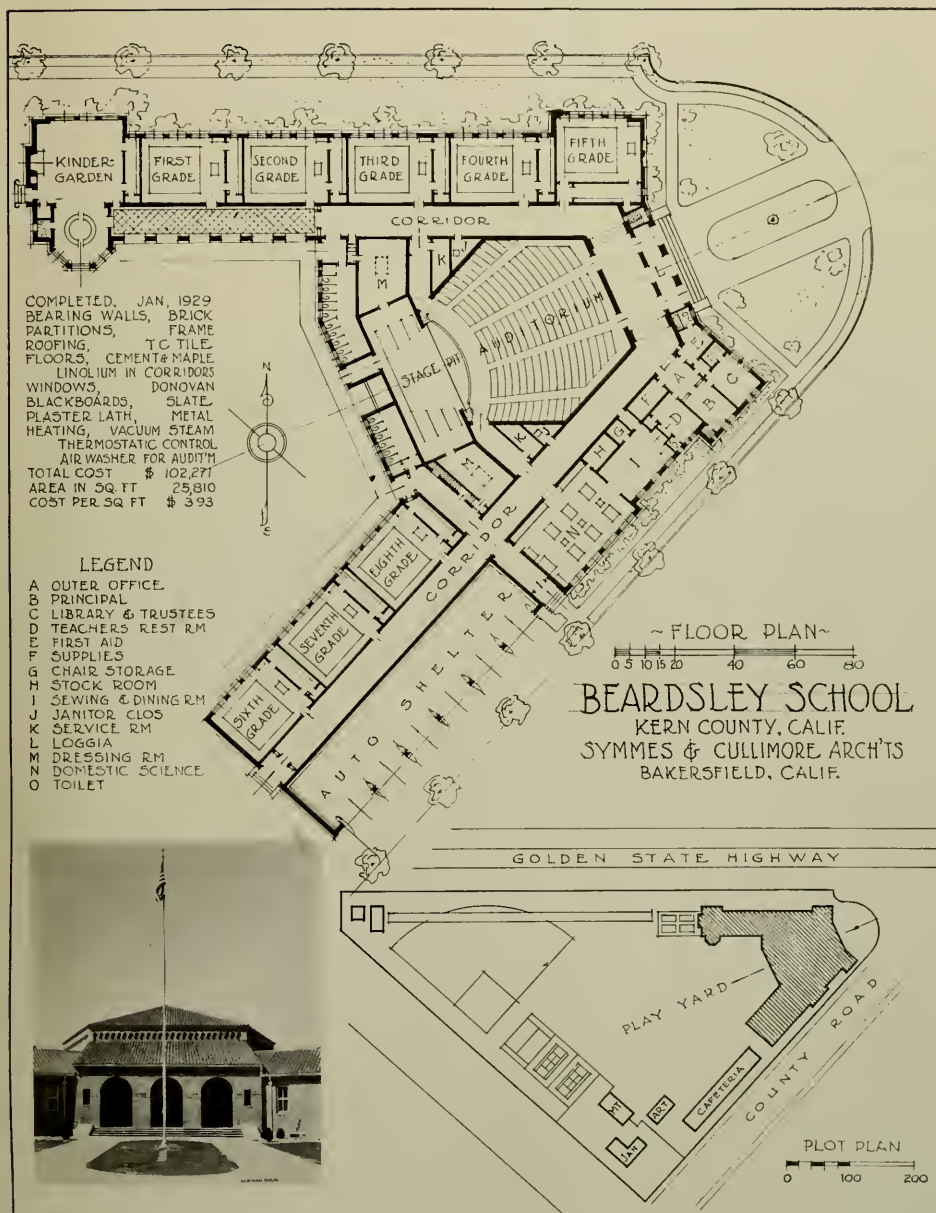 KINDER-
GARDEN
FIRST
GRADE
SECOND
GRADE
THIRD
GRADE
FOURTH
GRADE
FIFTH
GRADE
CORRIDOR
M
K
J
AUDITORIUM
STAGE
PIT
L
E
A
C
B
F
D
G
H
I
K
M
N
CORRIDOR
EIGHTH
GRADE
SEVENTH
GRADE
SIXTH
GRADE
AUTO SHELTER
COMPLETED, JAN, 1929
BEARING WALLS, BRICK
PARTITIONS, FRAME
ROOFING, T C TILE
FLOORS, CEMENT & MAPLE
LINOLIUM IN CORRIDORS
WINDOWS, DONOVAN
BLACKBOARDS, SLATE
PLASTER LATH, METAL
HEATING, VACUUM STEAM
THERMOSTATIC CONTROL
AIR WASHER FOR AUDIT'M
TOTAL COST $ 102,277
AREA IN SQ. FT 25,810
COST PER SQ FT $ 3 93
N
S
LEGEND
A OUTER OFFICE
B PRINCIPAL
C LIBRARY & TRUSTEES
D TEACHERS REST RM
E FIRST AID
F SUPPLIES
G CHAIR STORAGE
H STOCK ROOM
I SEWING & DINING RM
J JANITOR CLOS
K SERVICE RM
L LOGGIA
M DRESSING RM
N DOMESTIC SCIENCE
O TOILET
~ FLOOR PLAN ~
0 5 10 15 20 40 60 80
BEARDSLEY SCHOOL
KERN COUNTY, CALIF.
SYMMES & CULLIMORE ARCH'TS
BAKERSFIELD, CALIF.
GOLDEN STATE HIGHWAY
PLAY YARD
COUNTY ROAD
CAFETERIA
ART
MT
JAN
PLOT PLAN
0 100 200